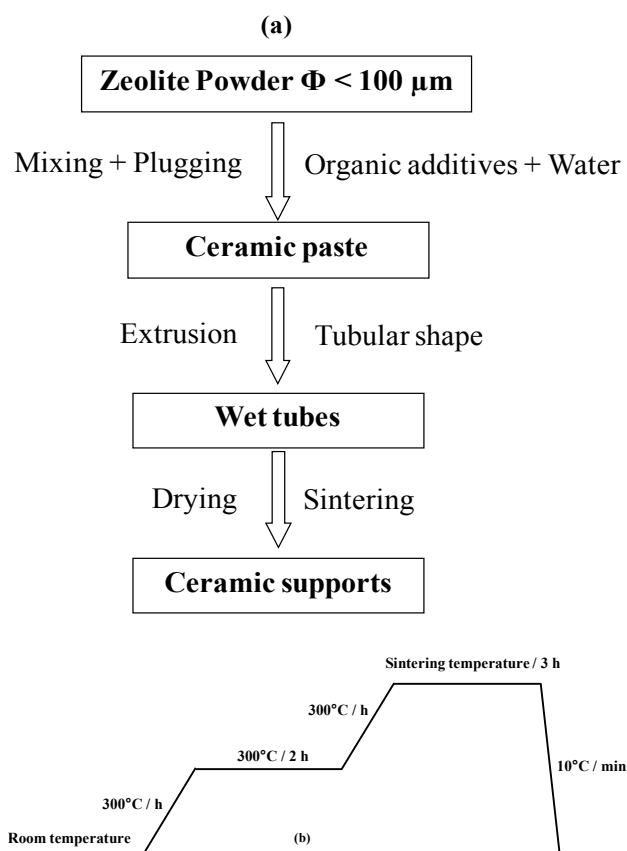 (a)
Zeolite Powder Φ < 100 μm
Mixing + Plugging
Organic additives + Water
Ceramic paste
Extrusion
Tubular shape
Wet tubes
Drying
Sintering
Ceramic supports
Sintering temperature / 3 h
300°C / h
300°C / 2 h
10°C / min
300°C / h
Room temperature
(b)